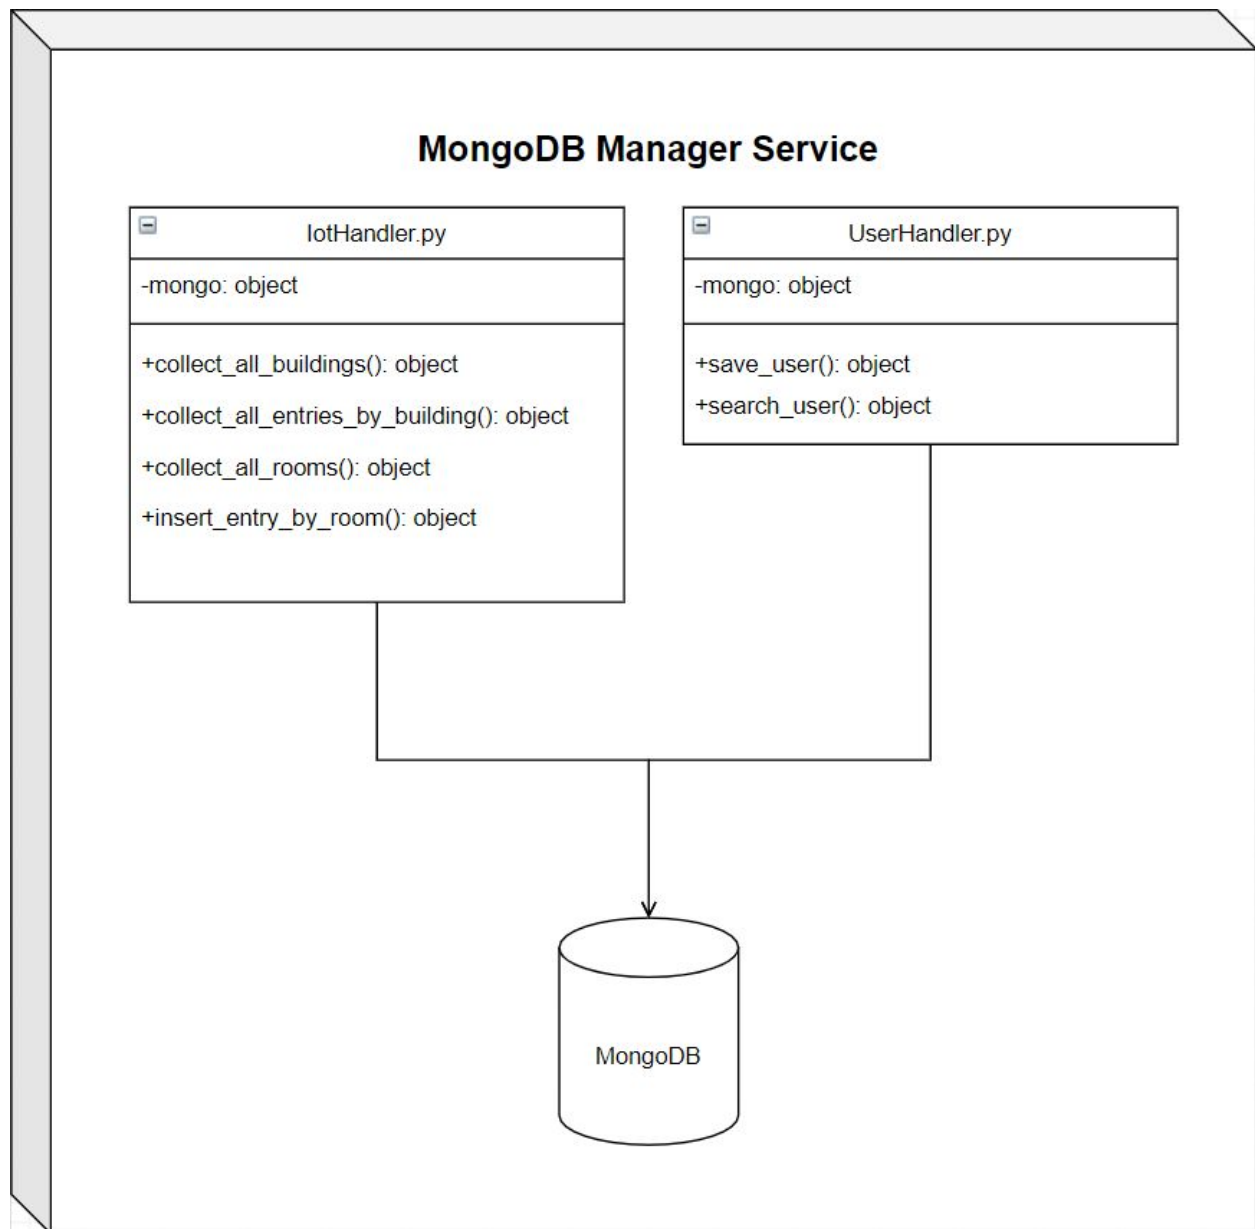 MongoDB Manager Service
IotHandler.py
-mongo: object
+collect_all_buildings(): object
+collect_all_entries_by_building(): object
+collect_all_rooms(): object
+insert_entry_by_room(): object
UserHandler.py
-mongo: object
+save_user(): object
+search_user(): object
MongoDB